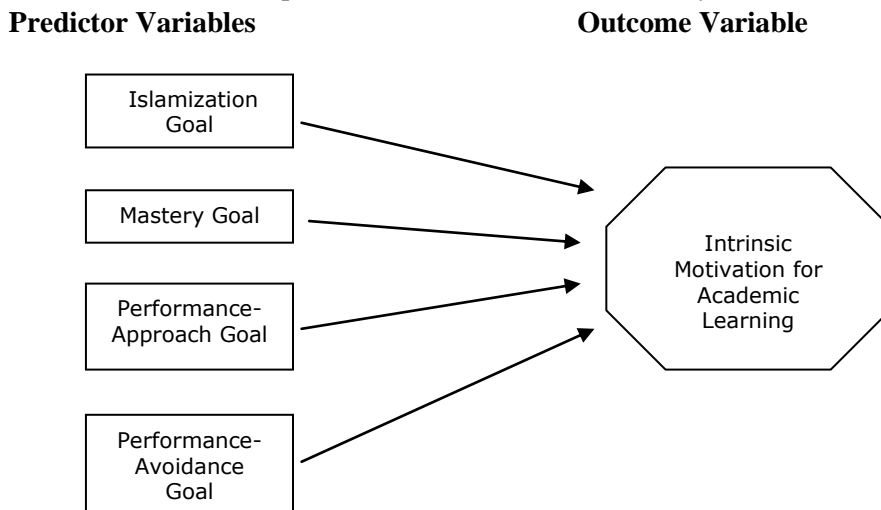 Predictor Variables
Outcome Variable
Islamization
Goal
Mastery Goal
Performance-
Approach Goal
Performance-
Avoidance
Goal
Intrinsic
Motivation for
Academic
Learning